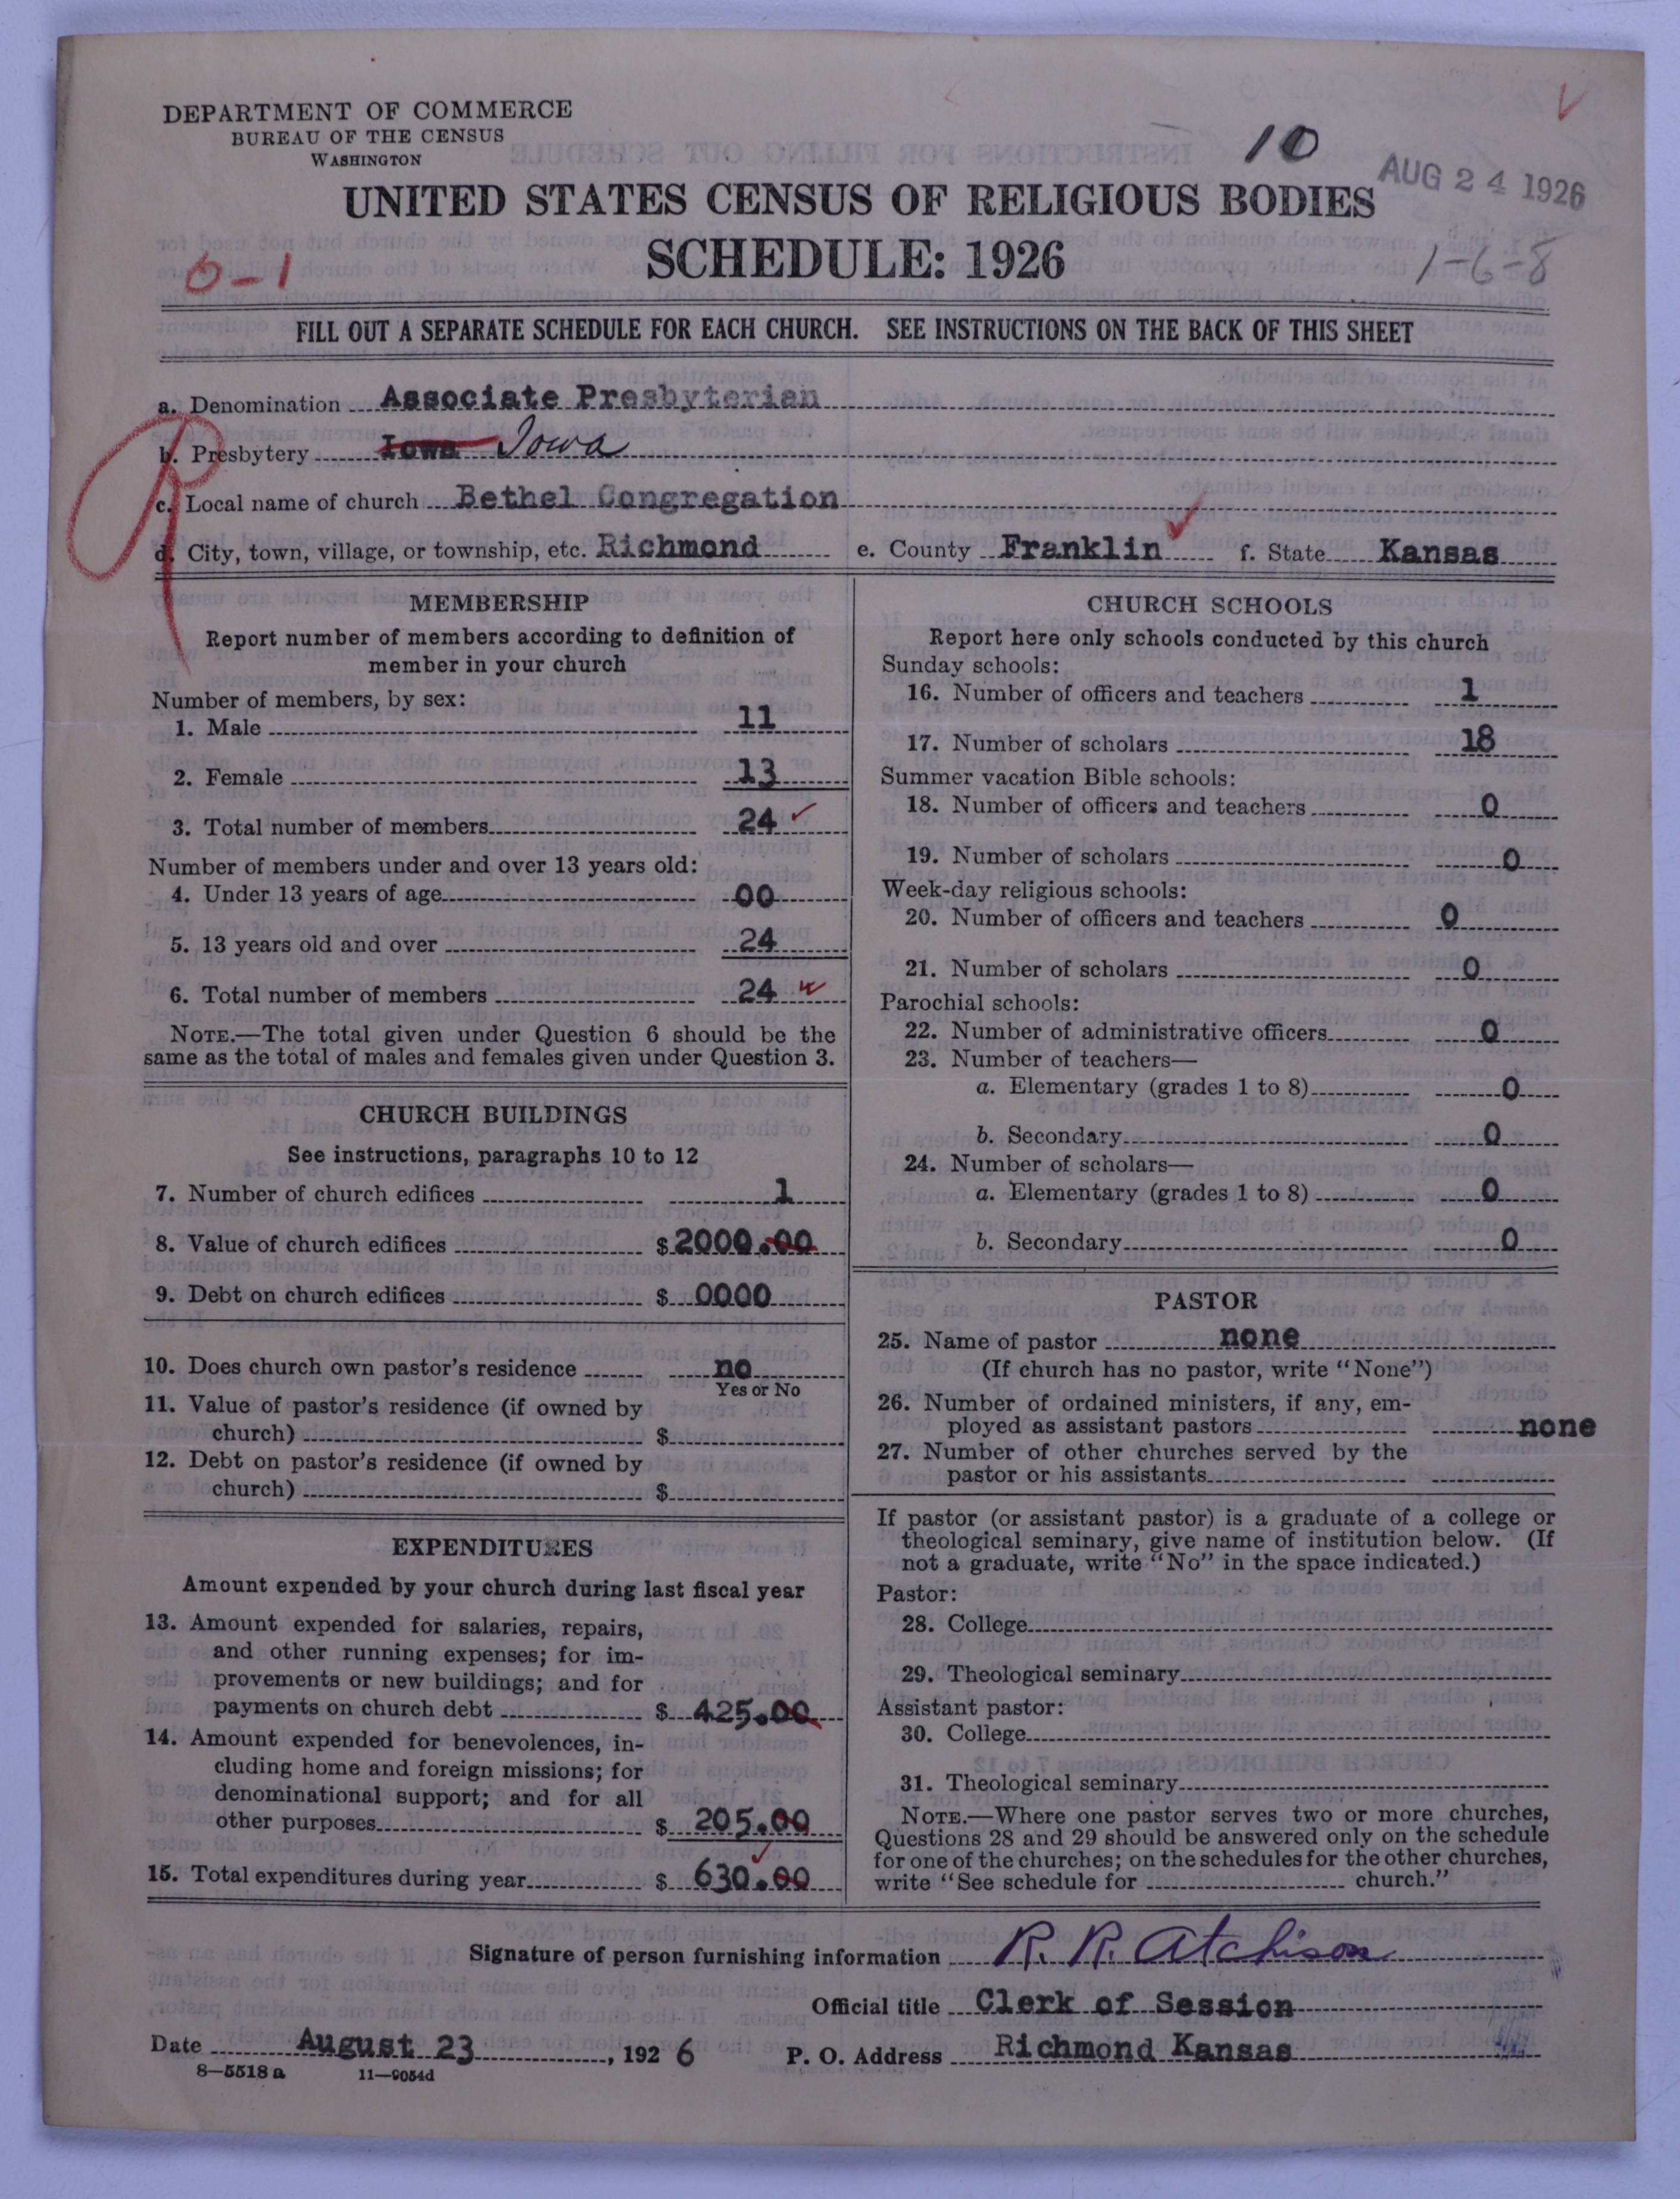 DEPARTMENT OF COMMERCE
BUREAU OF THE CENSUS
WASHINGTON
10
AUG 24 1926
UNITED STATES CENSUS OF RELIGIOUS BODIES
SCHEDULE: 1926
0-1
1-6-8
FILL OUT A SEPARATE SCHEDULE FOR EACH CHURCH. SEE INSTRUCTIONS ON THE BACK OF THIS SHEET
a. Denomination Associate Presbyterian
b. Presbytery Iowa Iowa
R
c. Local name of church Bethel Congregation
d. City, town, village, or township, etc. Richmond e. County Franklin f. State Kansas
MEMBERSHIP
Report number of members according to definition of
member in your church
Number of members, by sex:
1. Male 11
2. Female 13
3. Total number of members 24
Number of members under and over 13 years old:
4. Under 13 years of age 00
5. 13 years old and over 24
6. Total number of members 24
NOTE.—The total given under Question 6 should be the
same as the total of males and females given under Question 3.
CHURCH BUILDINGS
See instructions, paragraphs 10 to 12
7. Number of church edifices 1
8. Value of church edifices $ 2000.00
9. Debt on church edifices $ 0000
10. Does church own pastor's residence no
Yes or No
11. Value of pastor's residence (if owned by
church) $
12. Debt on pastor's residence (if owned by
church) $
EXPENDITURES
Amount expended by your church during last fiscal year
13. Amount expended for salaries, repairs,
and other running expenses; for im-
provements or new buildings; and for
payments on church debt $ 425.00
14. Amount expended for benevolences, in-
cluding home and foreign missions; for
denominational support; and for all
other purposes $ 205.00
15. Total expenditures during year $ 630.00
CHURCH SCHOOLS
Report here only schools conducted by this church
Sunday schools:
16. Number of officers and teachers 1
17. Number of scholars 18
Summer vacation Bible schools:
18. Number of officers and teachers 0
19. Number of scholars 0
Week-day religious schools:
20. Number of officers and teachers 0
21. Number of scholars 0
Parochial schools:
22. Number of administrative officers 0
23. Number of teachers—
a. Elementary (grades 1 to 8) 0
b. Secondary 0
24. Number of scholars—
a. Elementary (grades 1 to 8) 0
b. Secondary 0
PASTOR
25. Name of pastor none
(If church has no pastor, write "None")
26. Number of ordained ministers, if any, em-
ployed as assistant pastors none
27. Number of other churches served by the
pastor or his assistants
If pastor (or assistant pastor) is a graduate of a college or
theological seminary, give name of institution below. (If
not a graduate, write "No" in the space indicated.)
Pastor:
28. College
29. Theological seminary
Assistant pastor:
30. College
31. Theological seminary
NOTE.—Where one pastor serves two or more churches,
Questions 28 and 29 should be answered only on the schedule
for one of the churches; on the schedules for the other churches,
write "See schedule for church."
Signature of person furnishing information R. R. Atchison
Official title Clerk of Session
Date August 23, 1926 P. O. Address Richmond Kansas
8—5518 a 11—9054d